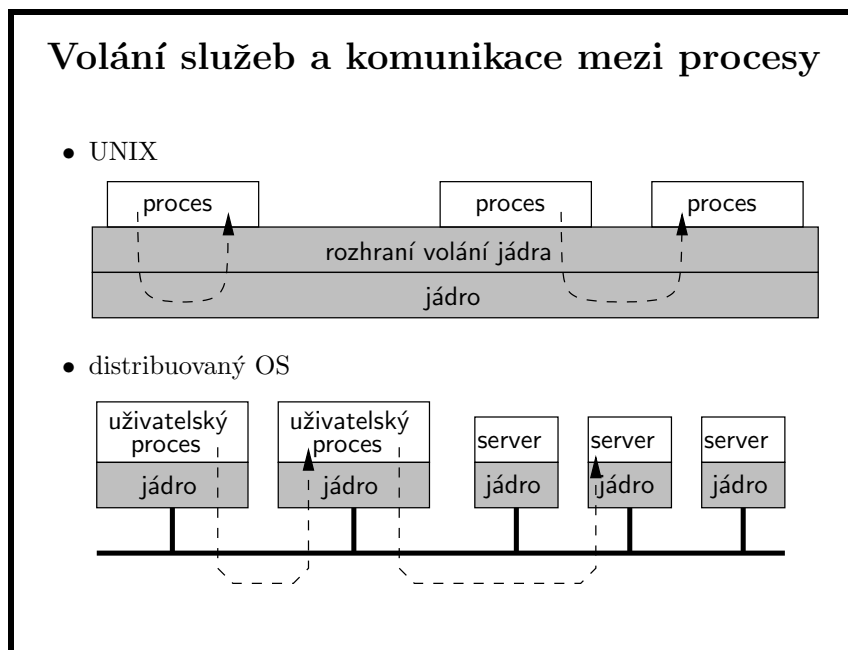 Volání služeb a komunikace mezi procesy
• UNIX
proces proces proces
rozhraní volání jádra
jádro
• distribuovaný OS
uživatelský proces
uživatelský proces
server server server
jádro jádro jádro jádro jádro